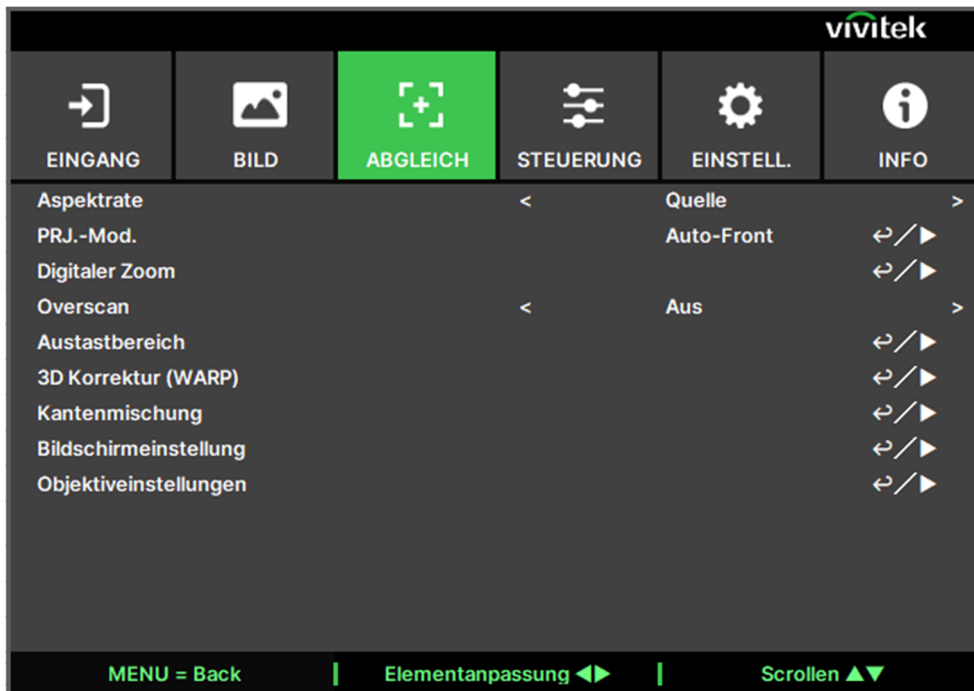 vivitek
EINGANG BILD ABGLEICH STEUERUNG EINSTELL. INFO
Aspektrate < Quelle >
PRJ.-Mod. Auto-Front ↩/▶
Digitaler Zoom ↩/▶
Overscan < Aus >
Austastbereich ↩/▶
3D Korrektur (WARP) ↩/▶
Kantenmischung ↩/▶
Bildschirmeinstellung ↩/▶
Objektiveinstellungen ↩/▶
MENU = Back | Elementanpassung ◀▶ | Scrollen ▲▼